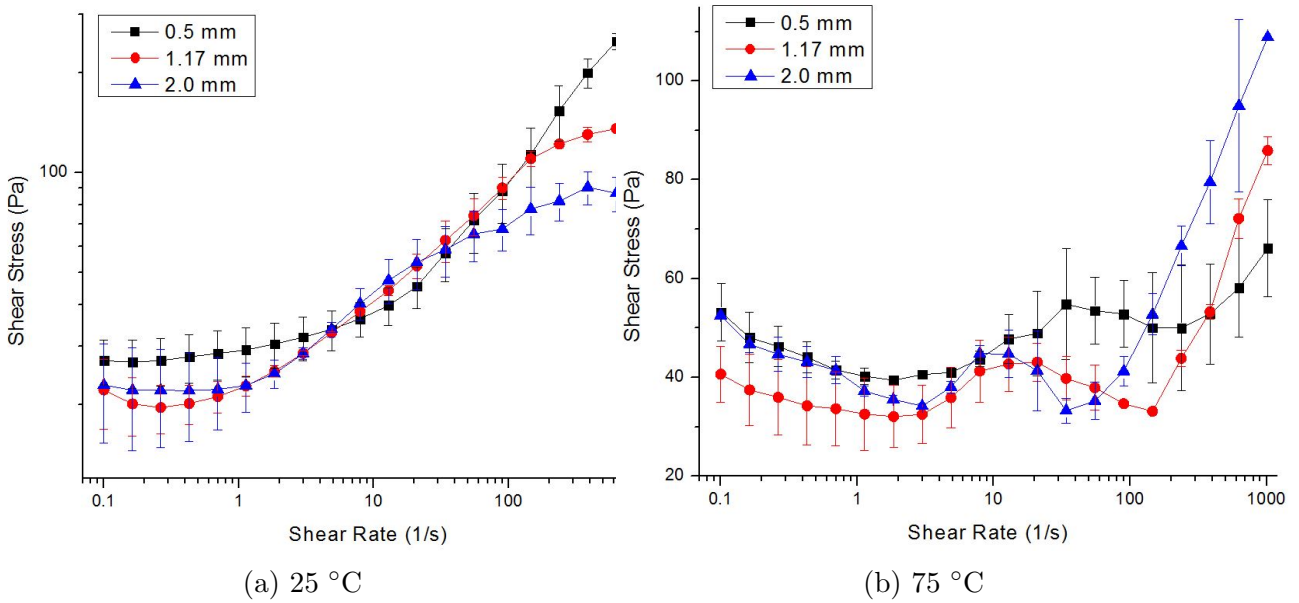 0.5 mm
1.17 mm
2.0 mm
Shear Stress (Pa)
100
0.1
1
10
100
Shear Rate (1/s)
(a) 25 °C
0.5 mm
1.17 mm
2.0 mm
Shear Stress (Pa)
100
80
60
40
20
0.1
1
10
100
1000
Shear Rate (1/s)
(b) 75 °C